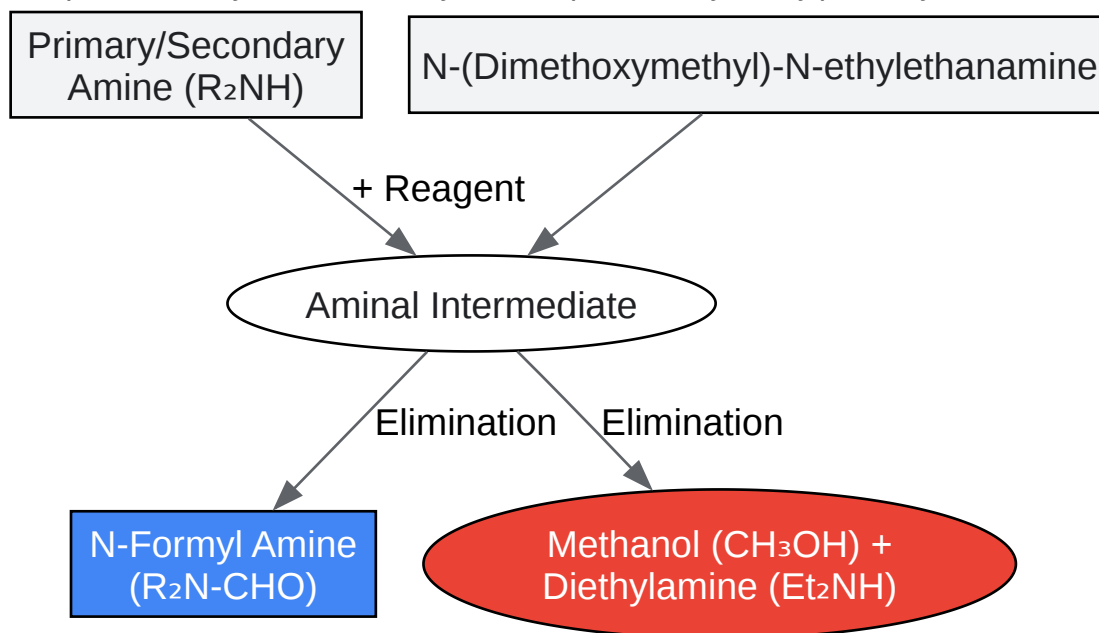 Primary/Secondary
Amine (R₂NH)
N-(Dimethoxymethyl)-N-ethylethanamine
+ Reagent
Aminal Intermediate
Elimination
Elimination
N-Formyl Amine
(R₂N-CHO)
Methanol (CH₃OH) +
Diethylamine (Et₂NH)